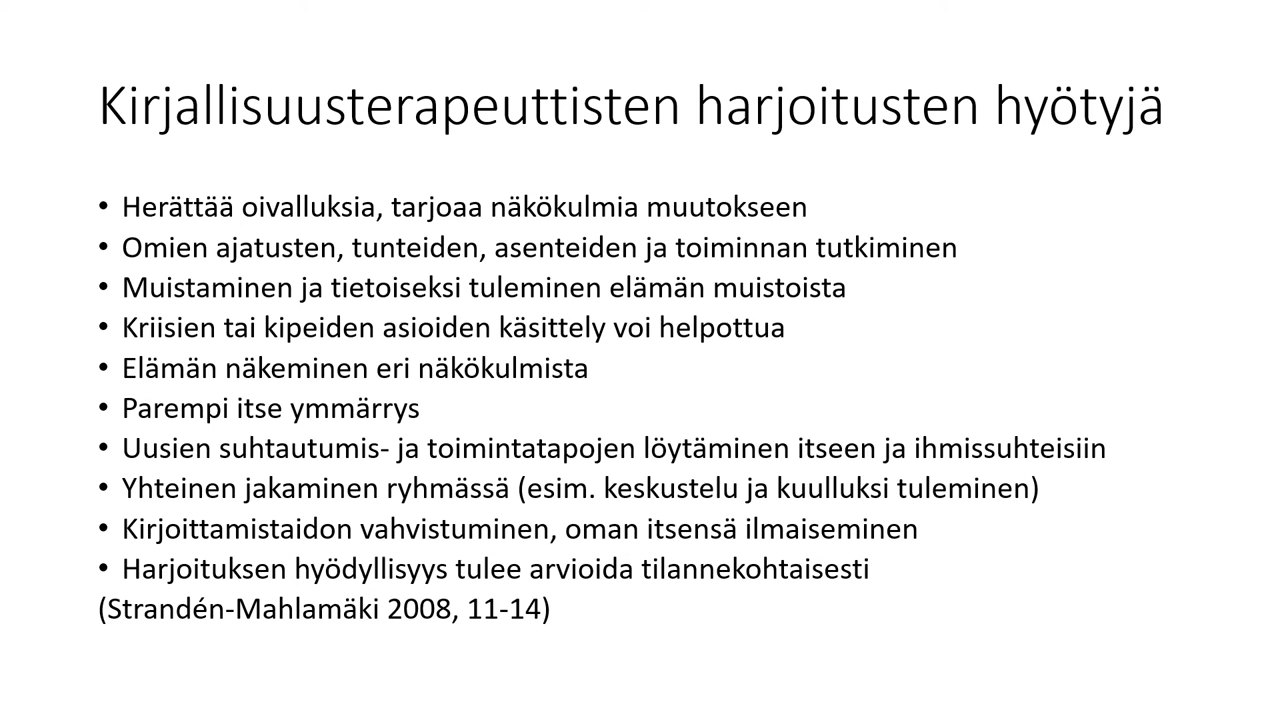 Kirjallisuusterapeuttisten harjoitusten hyötyjä
• Herättää oivalluksia, tarjoaa näkökulmia muutokseen
• Omien ajatusten, tunteiden, asenteiden ja toiminnan tutkiminen
• Muistaminen ja tietoiseksi tuleminen elämän muistoista
• Kriisien tai kipeiden asioiden käsittely voi helpottua
• Elämän näkeminen eri näkökulmista
• Parempi itse ymmärrys
• Uusien suhtautumis- ja toimintatapojen löytäminen itseen ja ihmissuhteisiin
• Yhteinen jakaminen ryhmässä (esim. keskustelu ja kuulluksi tuleminen)
• Kirjoittamistaidon vahvistuminen, oman itsensä ilmaiseminen
• Harjoituksen hyödyllisyys tulee arvioida tilannekohtaisesti
(Strandén-Mahlamäki 2008, 11-14)